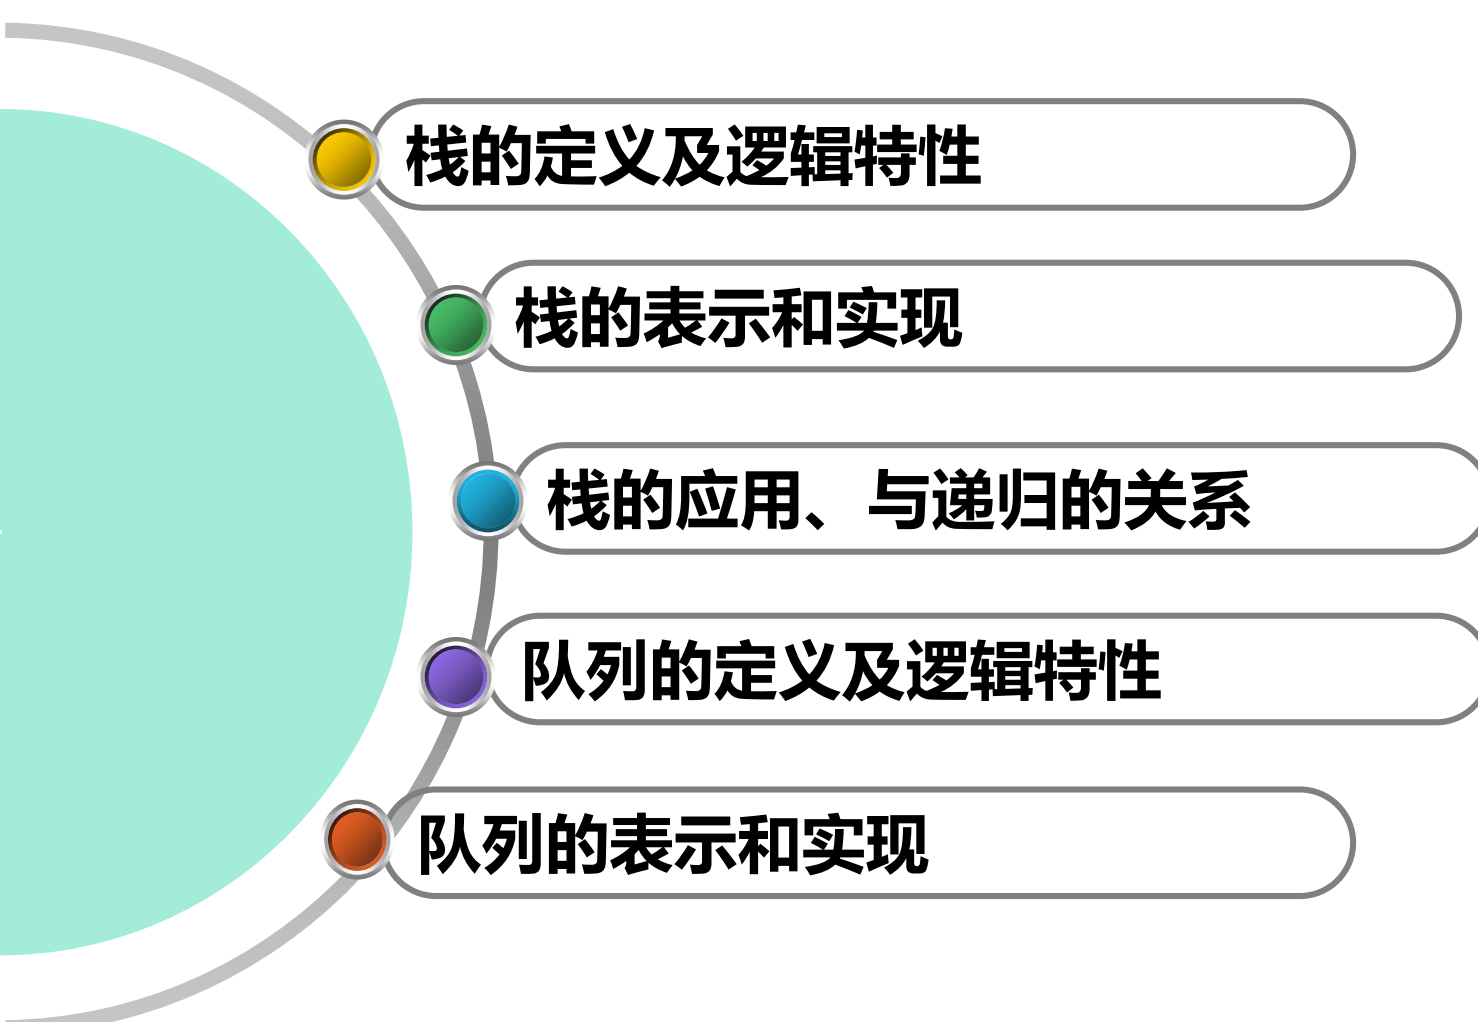 栈的定义及逻辑特性
栈的表示和实现
栈的应用、与递归的关系
队列的定义及逻辑特性
队列的表示和实现